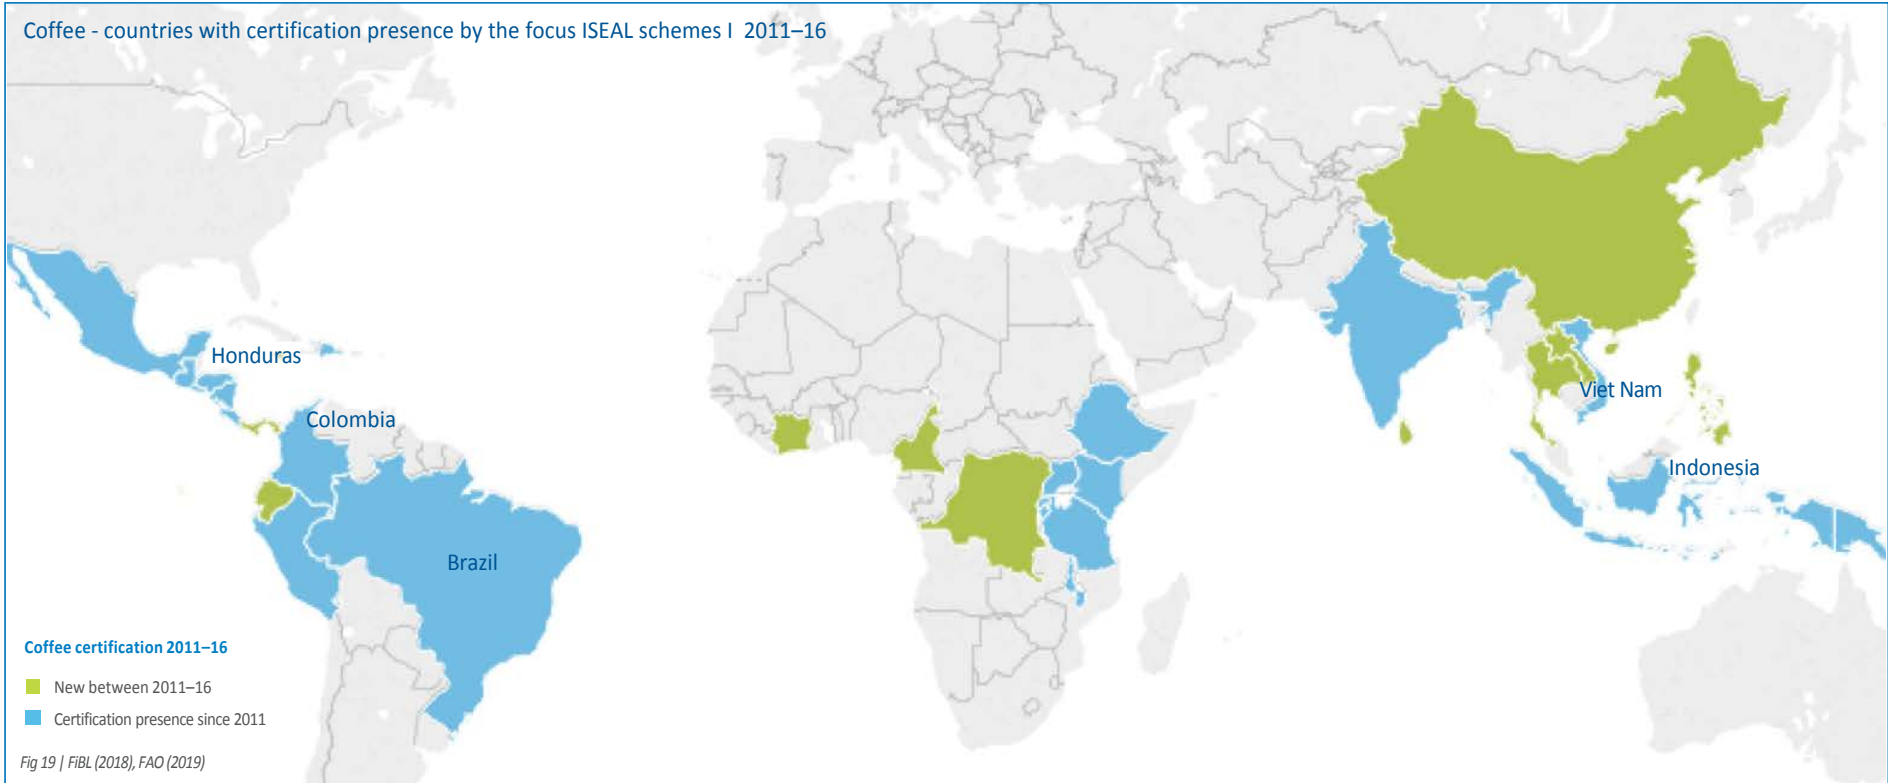 Coffee - countries with certification presence by the focus ISEAL schemes I 2011–16
Honduras
Colombia
Viet Nam
Indonesia
Brazil
Coffee certification 2011–16
New between 2011–16
Certification presence since 2011
Fig 19 | FiBL (2018), FAO (2019)